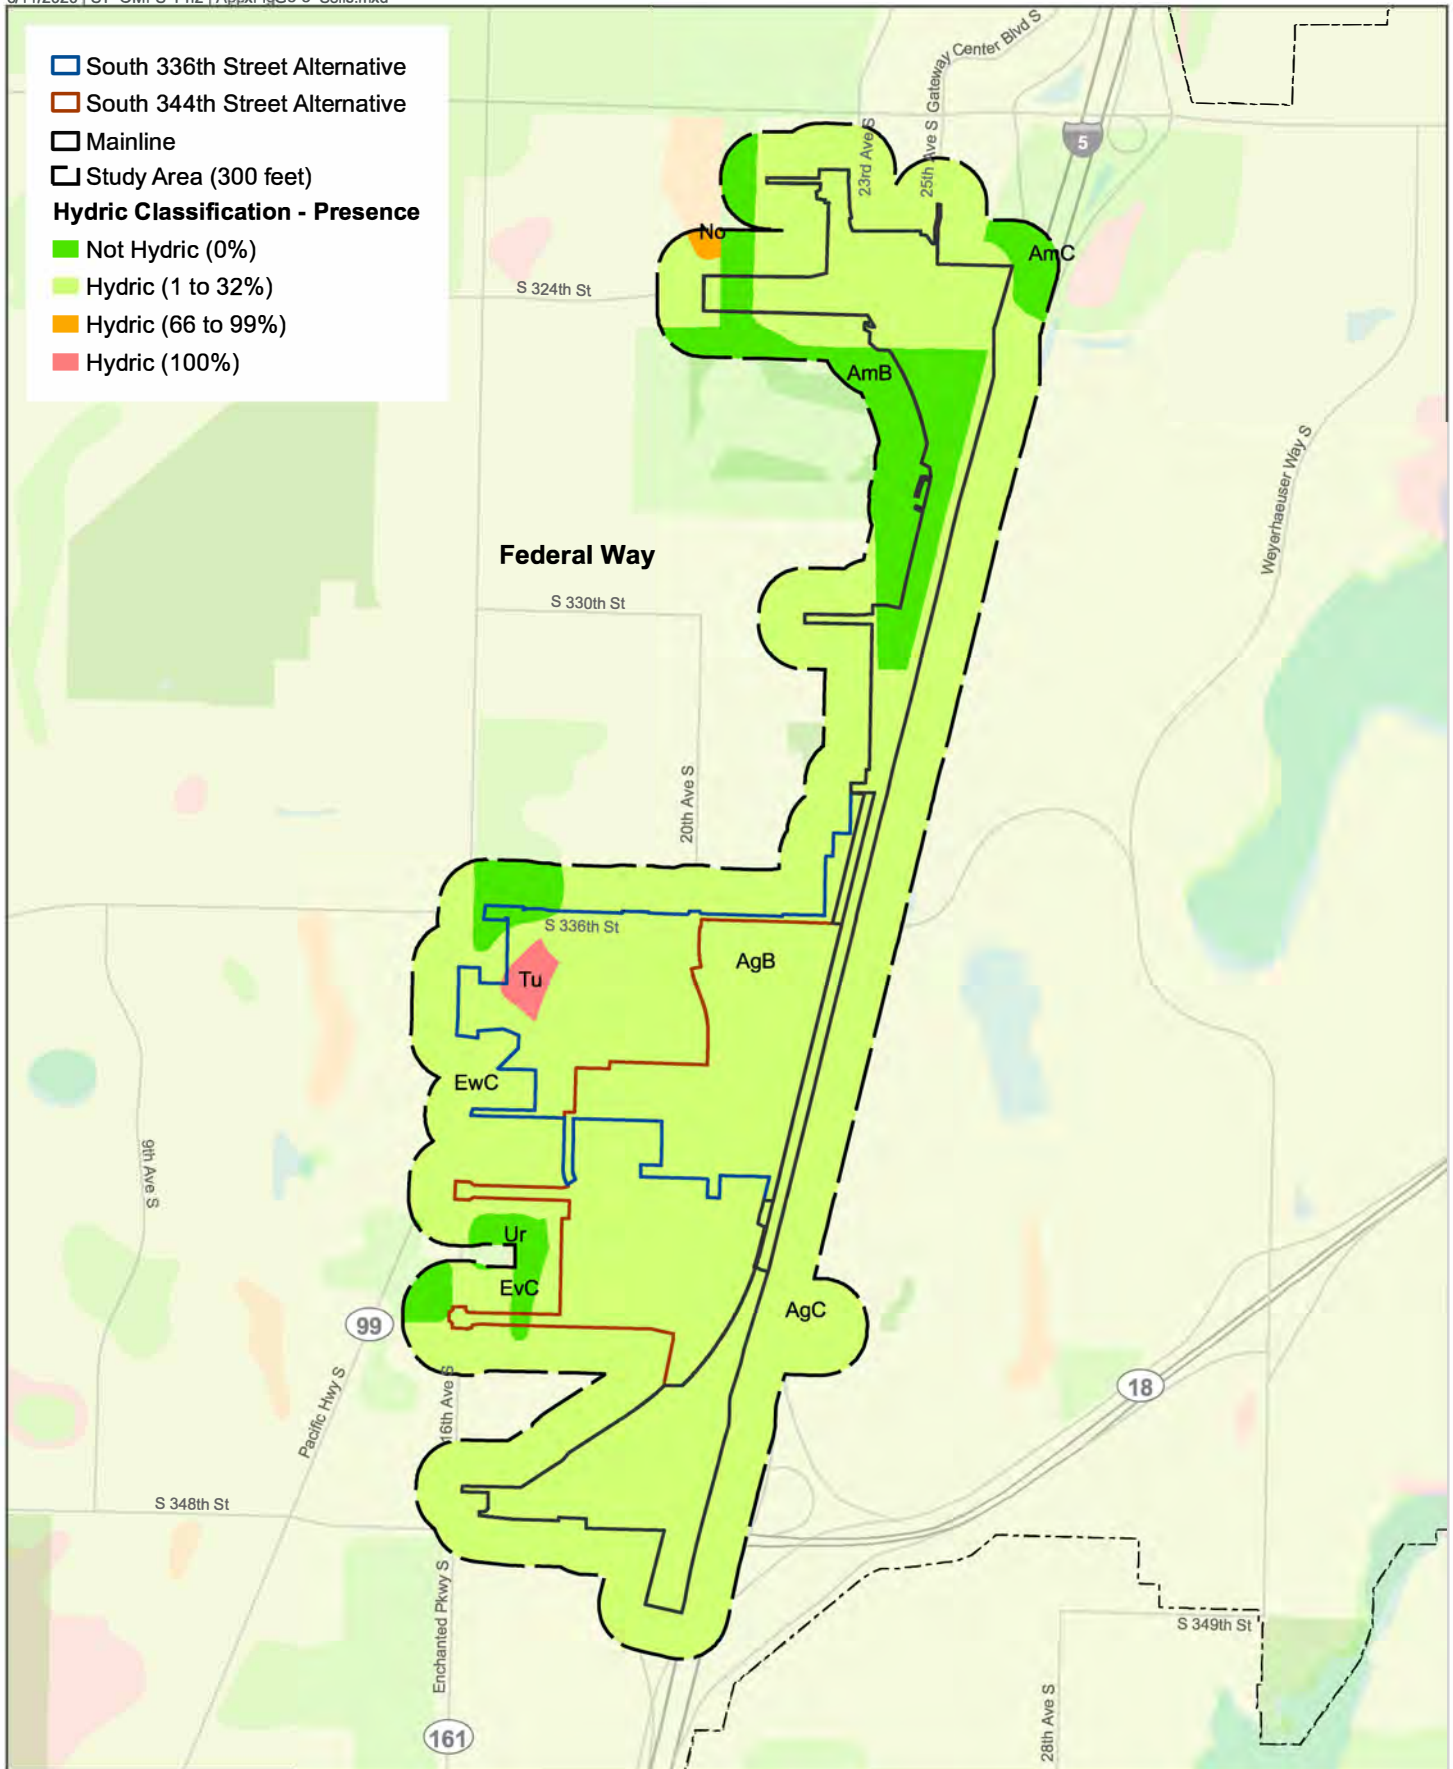 South 336th Street Alternative
South 344th Street Alternative
Mainline
Study Area (300 feet)
Hydric Classification - Presence
Not Hydric (0%)
Hydric (1 to 32%)
Hydric (66 to 99%)
Hydric (100%)
Gateway Center Blvd S
23rd Ave S
25th Ave S
5
No
AmC
S 324th St
AmB
Weyerhaeuser Way S
Federal Way
S 330th St
20th Ave S
S 336th St
AgB
Tu
EwC
9th Ave S
Ur
EvC
AgC
99
18
Pacific Hwy S
16th Ave S
S 348th St
Enchanted Pkwy S
S 349th St
28th Ave S
161